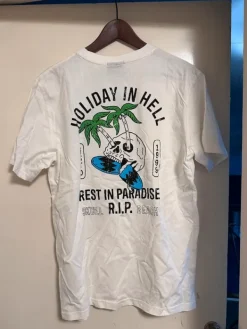 HOLIDAY IN HELL
REST IN PARADISE
R.I.P.